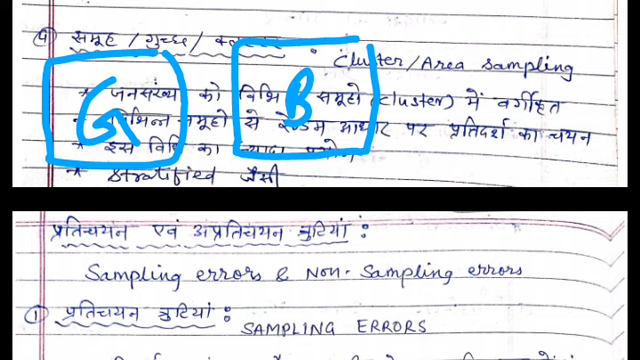 ④ समूह / गुच्छ /
Cluster/Area sampling
* जनसंख्य को समूहो (cluster) में वर्गीकृत
समूहो से रेंडम आधार पर प्रतिदर्श का चयन
* इस विधि का
* stratified जैसी
G
B
प्रतिचयन एवं अप्रतिचयन त्रुटियां :
Sampling errors & Non-Sampling errors
① प्रतिचयन त्रुटियां :
SAMPLING ERRORS